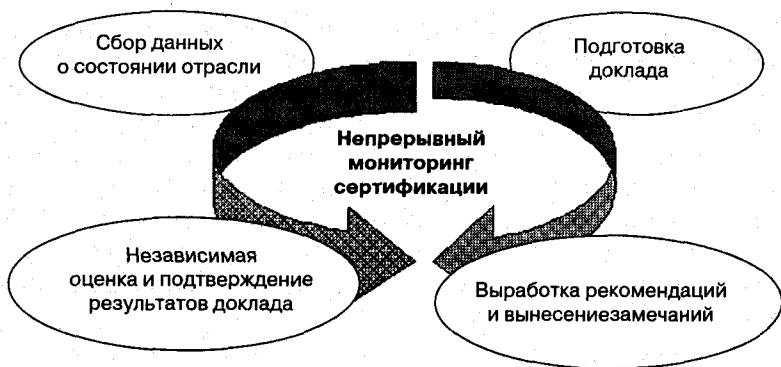 Сбор данных
о состоянии отрасли
Подготовка
доклада
Непрерывный
мониторинг
сертификации
Независимая
оценка и подтверждение
результатов доклада
Выработка рекомендаций
и вынесениезамечаний